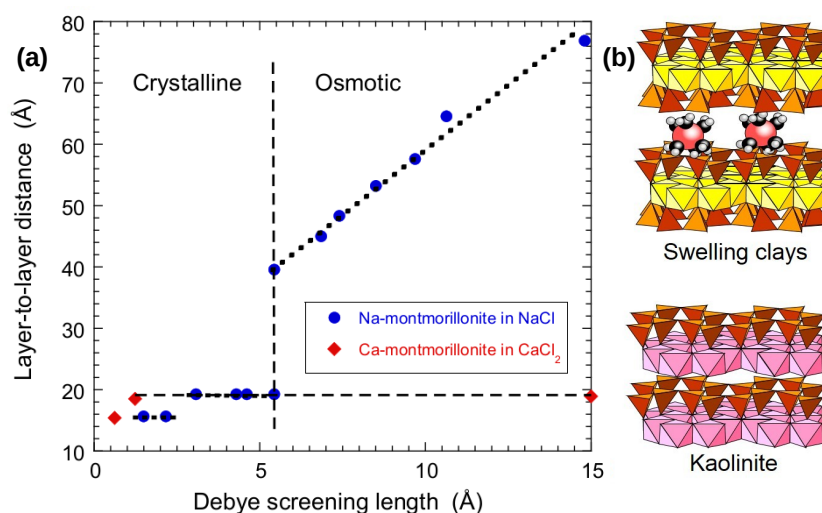 (a)
(b)
80
70
60
50
40
30
20
10
Layer-to-layer distance (Å)
Crystalline
Osmotic
Na-montmorillonite in NaCl
Ca-montmorillonite in CaCl₂
0
5
10
15
Debye screening length (Å)
Swelling clays
Kaolinite